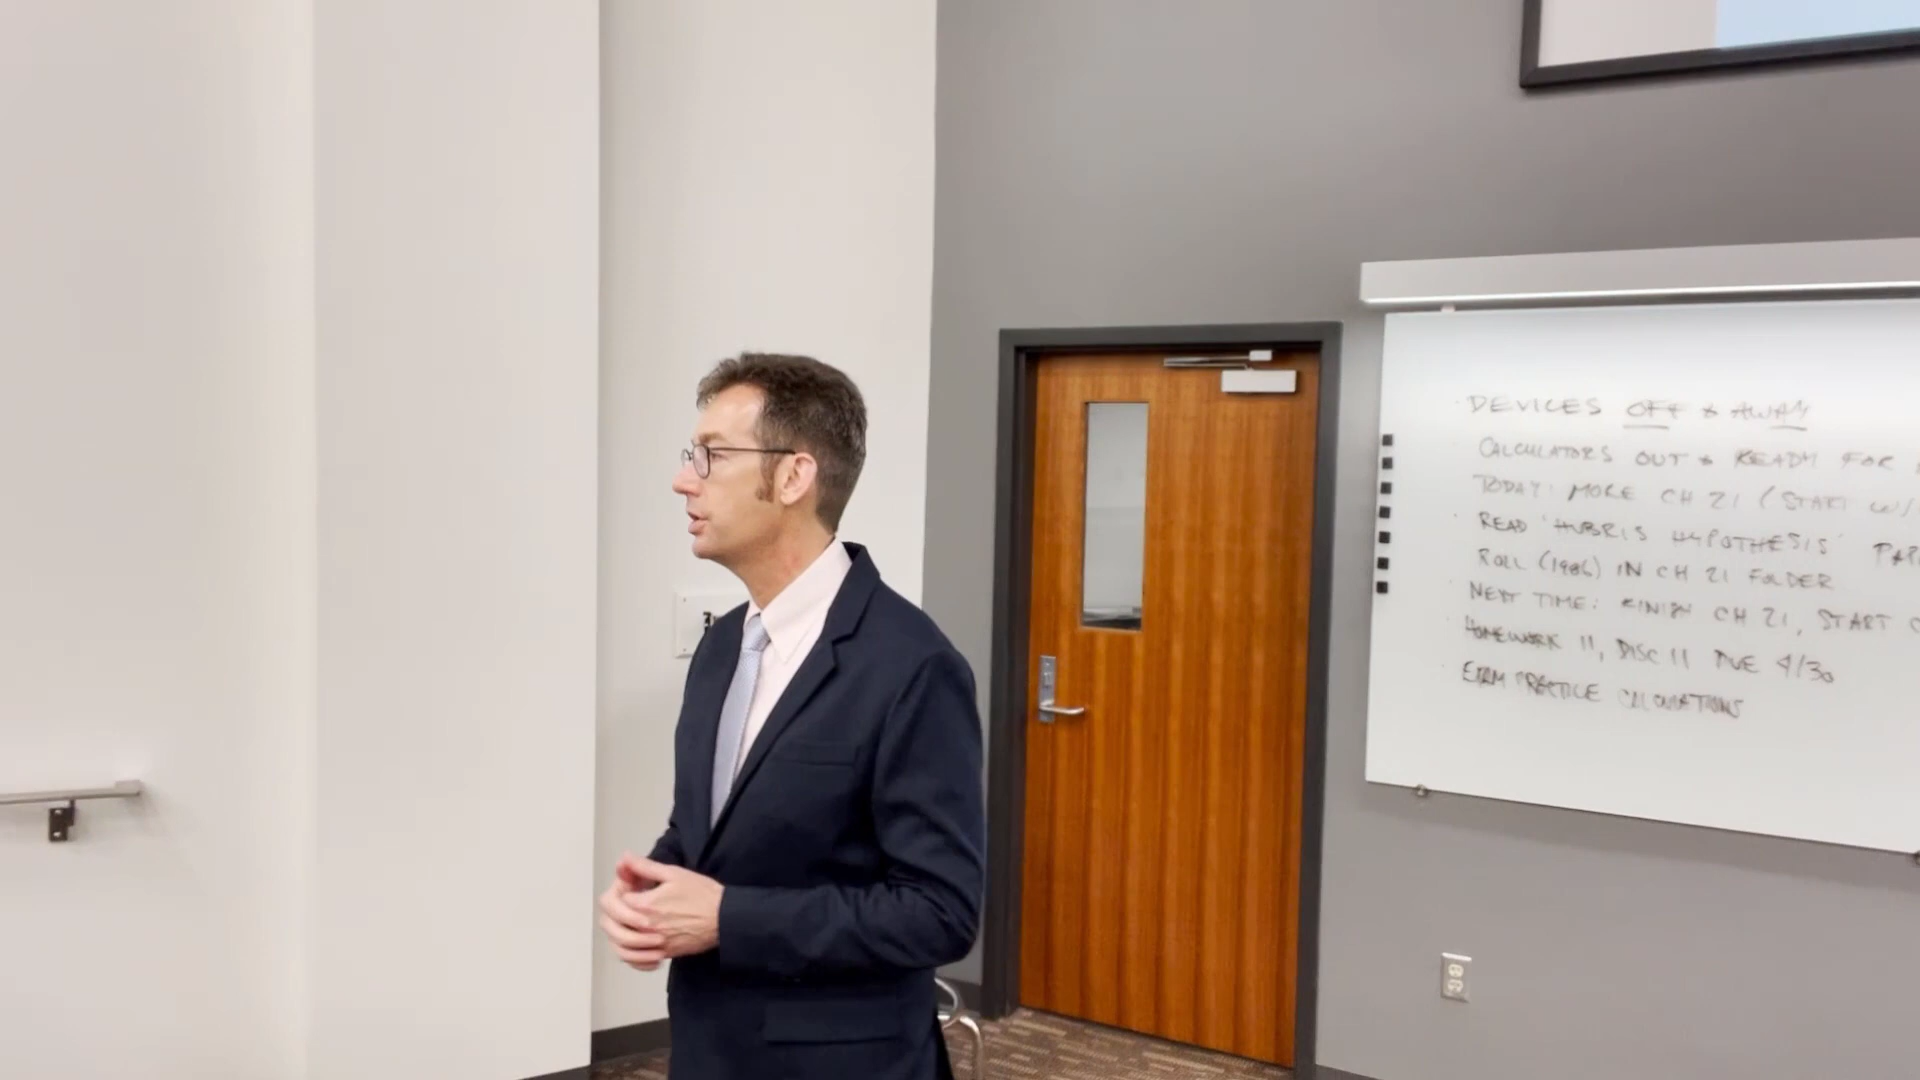 DEVICES OFF & AWAY
CALCULATORS OUT & READY FOR
TODAY: MORE CH 21 (START W/
READ "HUBRIS HYPOTHESIS" PAP
ROLL (1986) IN CH 21 FOLDER
NEXT TIME: FINISH CH 21, START C
HOMEWORK 11, DISC 11 DUE 4/30
EXAM PRACTICE CALCULATIONS